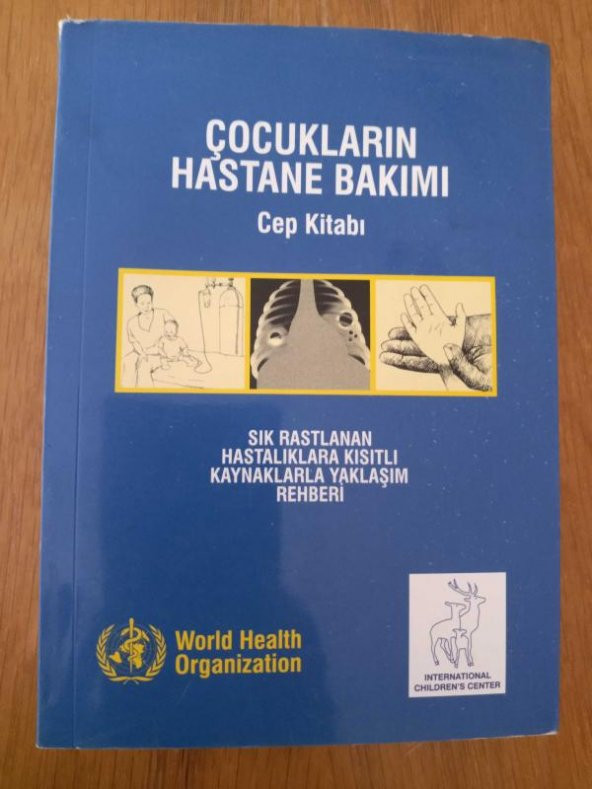 ÇOCUKLARIN
HASTANE BAKIMI
Cep Kitabı
SIK RASTLANAN
HASTALIKLARA KISITLI
KAYNAKLARLA YAKLAŞIM
REHBERİ
World Health
Organization
INTERNATIONAL
CHILDREN'S CENTER